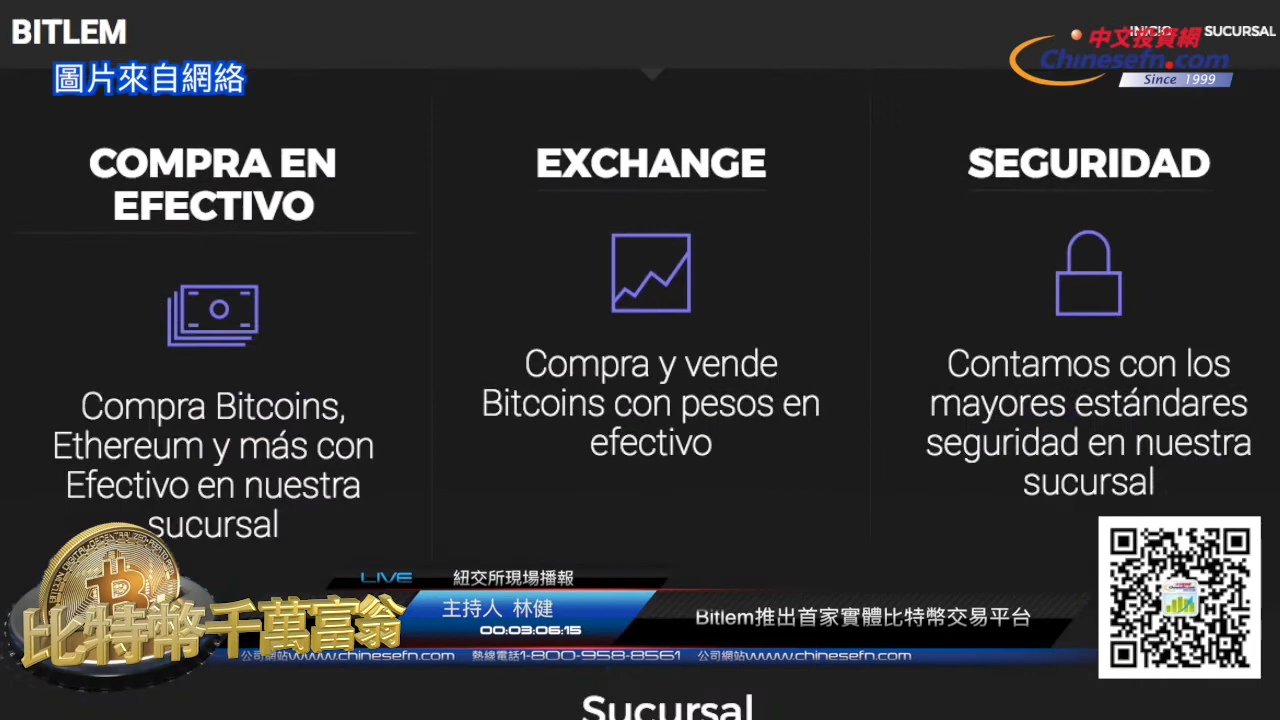 BITLEM
INICIO
SUCURSAL
圖片來自網絡
中文投資網
Chinesefn.com
Since 1999
COMPRA EN
EFECTIVO
Compra Bitcoins,
Ethereum y más con
Efectivo en nuestra
sucursal
EXCHANGE
Compra y vende
Bitcoins con pesos en
efectivo
SEGURIDAD
Contamos con los
mayores estándares
seguridad en nuestra
sucursal
比特幣千萬富翁
LIVE 紐交所現場播報
主持人 林健
00:03:06:15
Bitlem推出首家實體比特幣交易平台
公司網站www.chinesefn.com 熱線電話1-800-958-8561 公司網站www.chinesefn.com
Sucursal